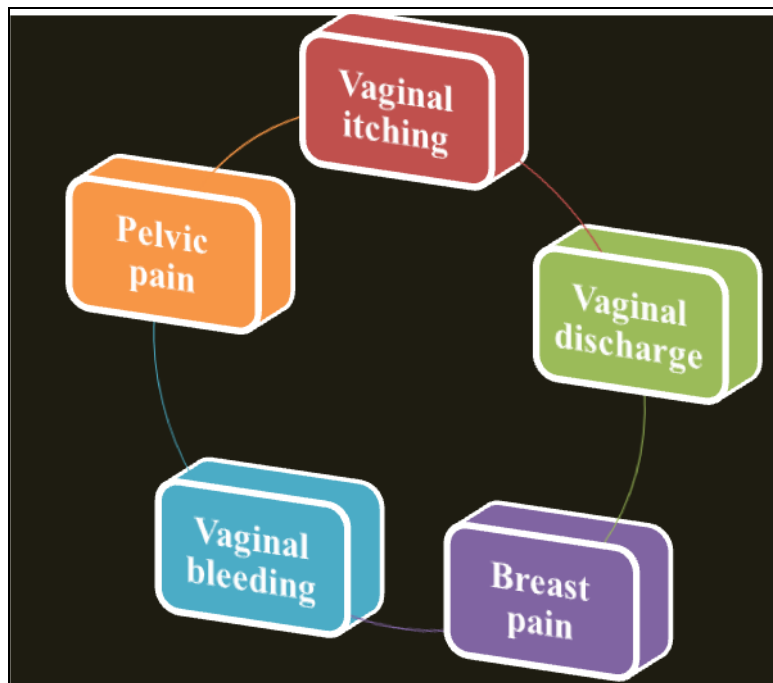 Vaginal
itching
Vaginal
discharge
Breast
pain
Vaginal
bleeding
Pelvic
pain